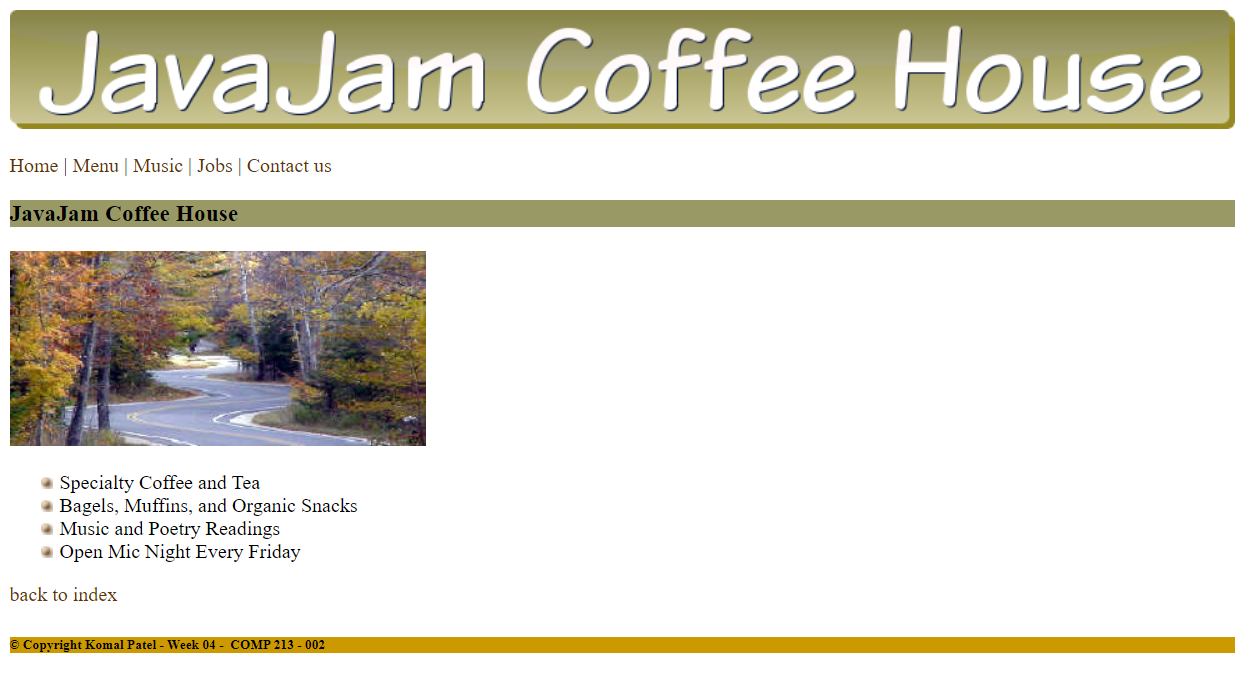 JavaJam Coffee House
Home | Menu | Music | Jobs | Contact us
JavaJam Coffee House
Specialty Coffee and Tea
Bagels, Muffins, and Organic Snacks
Music and Poetry Readings
Open Mic Night Every Friday
back to index
© Copyright Komal Patel - Week 04 -  COMP 213 - 002